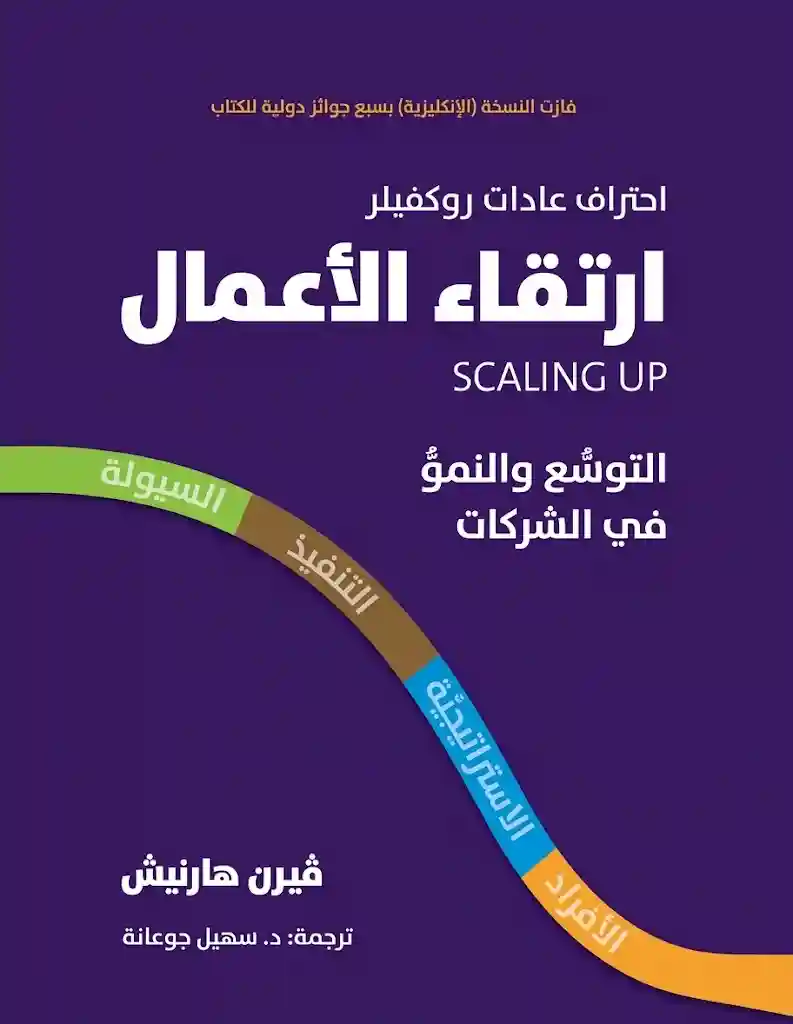 فازت النسخة (الإنكليزية) بسبع جوائز دولية للكتاب
احتراف عادات روكفيلر
ارتقاء الأعمال
SCALING UP
التوسُّع والنموُّ
في الشركات
السيولة
التنفيذ
الاستراتيجيَّة
الأفراد
ڤيرن هارنيش
ترجمة: د. سهيل جوعانة